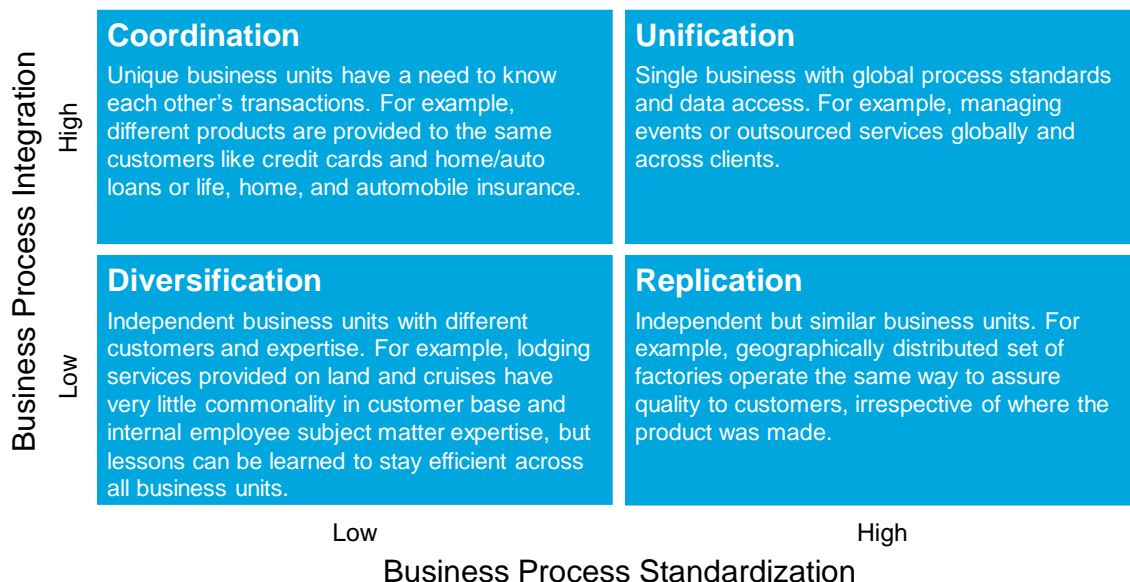 Business Process Integration
High
Low
Coordination
Unique business units have a need to know
each other's transactions. For example,
different products are provided to the same
customers like credit cards and home/auto
loans or life, home, and automobile insurance.
Unification
Single business with global process standards
and data access. For example, managing
events or outsourced services globally and
across clients.
Diversification
Independent business units with different
customers and expertise. For example, lodging
services provided on land and cruises have
very little commonality in customer base and
internal employee subject matter expertise, but
lessons can be learned to stay efficient across
all business units.
Replication
Independent but similar business units. For
example, geographically distributed set of
factories operate the same way to assure
quality to customers, irrespective of where the
product was made.
Low
High
Business Process Standardization